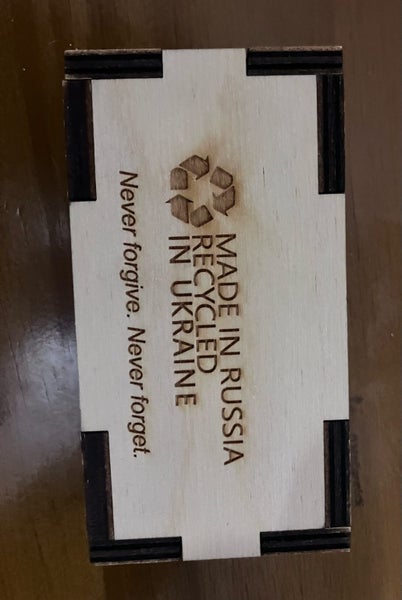 MADE IN RUSSIA
RECYCLED
IN UKRAINE
Never forgive. Never forget.